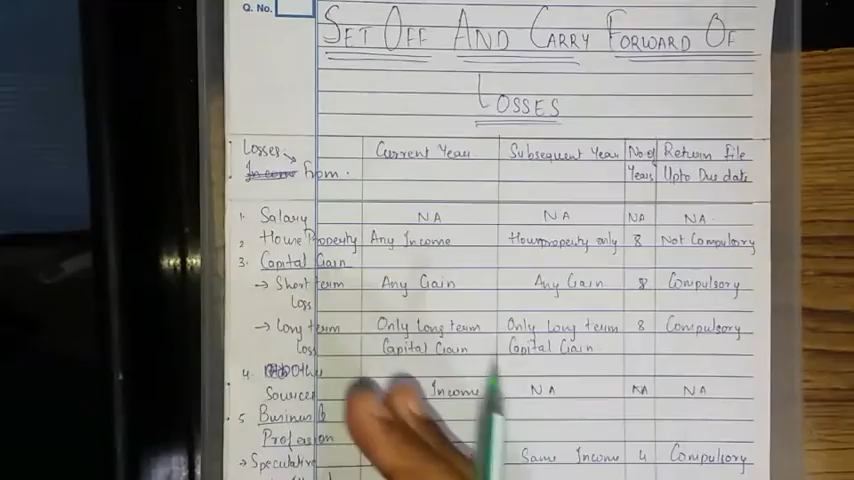 Q. No.
SET OFF AND CARRY FORWARD OF
LOSSES
Losses from. Current Year Subsequent Year No of Years Return File Upto Due date
1. Salary NA NA NA NA.
2. House Property Any Income House property only 8 Not Compulsory
3. Capital Gain
→ Short term Loss Any Gain Any Gain 8 Compulsory
→ Long term Loss Only Long term Capital Gain Only Long term Capital Gain 8 Compulsory
4. Other Sources Income NA NA NA
5 Business & Profession
→ Speculative Same Income 4 Compulsory